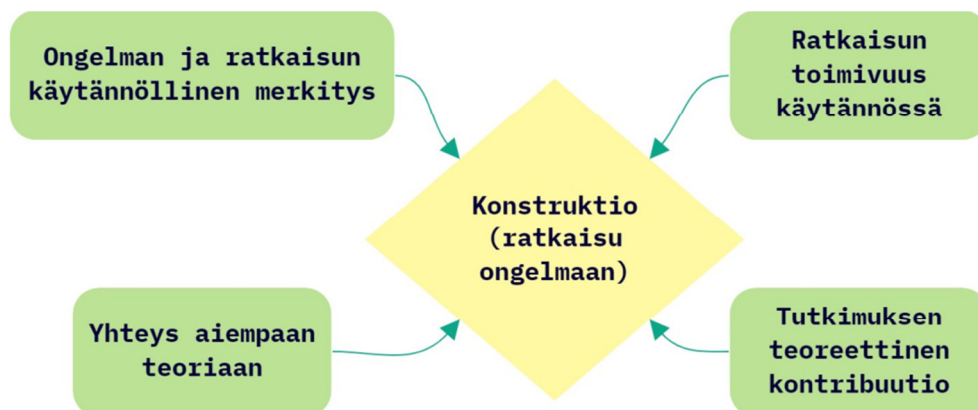 Ongelman ja ratkaisun
käytännöllinen merkitys
Ratkaisun
toimivuus
käytännössä
Konstruktio
(ratkaisu
ongelmaan)
Yhteys aiempaan
teoriaan
Tutkimuksen
teoreettinen
kontribuutio